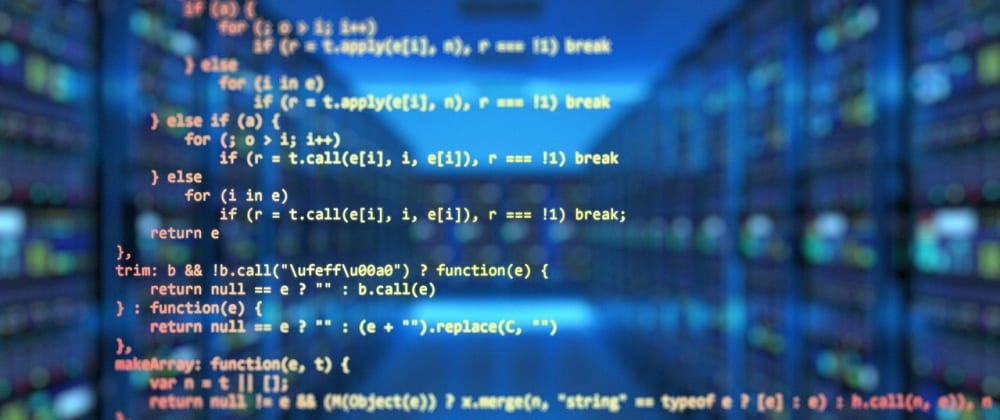 if (a) {
for (; o > i; i++)
if (r = t.apply(e[i], n), r === !1) break
} else
for (i in e)
if (r = t.apply(e[i], n), r === !1) break
} else if (a) {
for (; o > i; i++)
if (r = t.call(e[i], i, e[i]), r === !1) break
} else
for (i in e)
if (r = t.call(e[i], i, e[i]), r === !1) break;
return e
},
trim: b && !b.call("\ufeff\u00a0") ? function(e) {
return null == e ? "" : b.call(e)
} : function(e) {
return null == e ? "" : (e + "").replace(C, "")
},
makeArray: function(e, t) {
var n = t || [];
return null != e && (M(Object(e)) ? x.merge(n, "string" == typeof e ? [e] : e) : h.call(n, e)), n